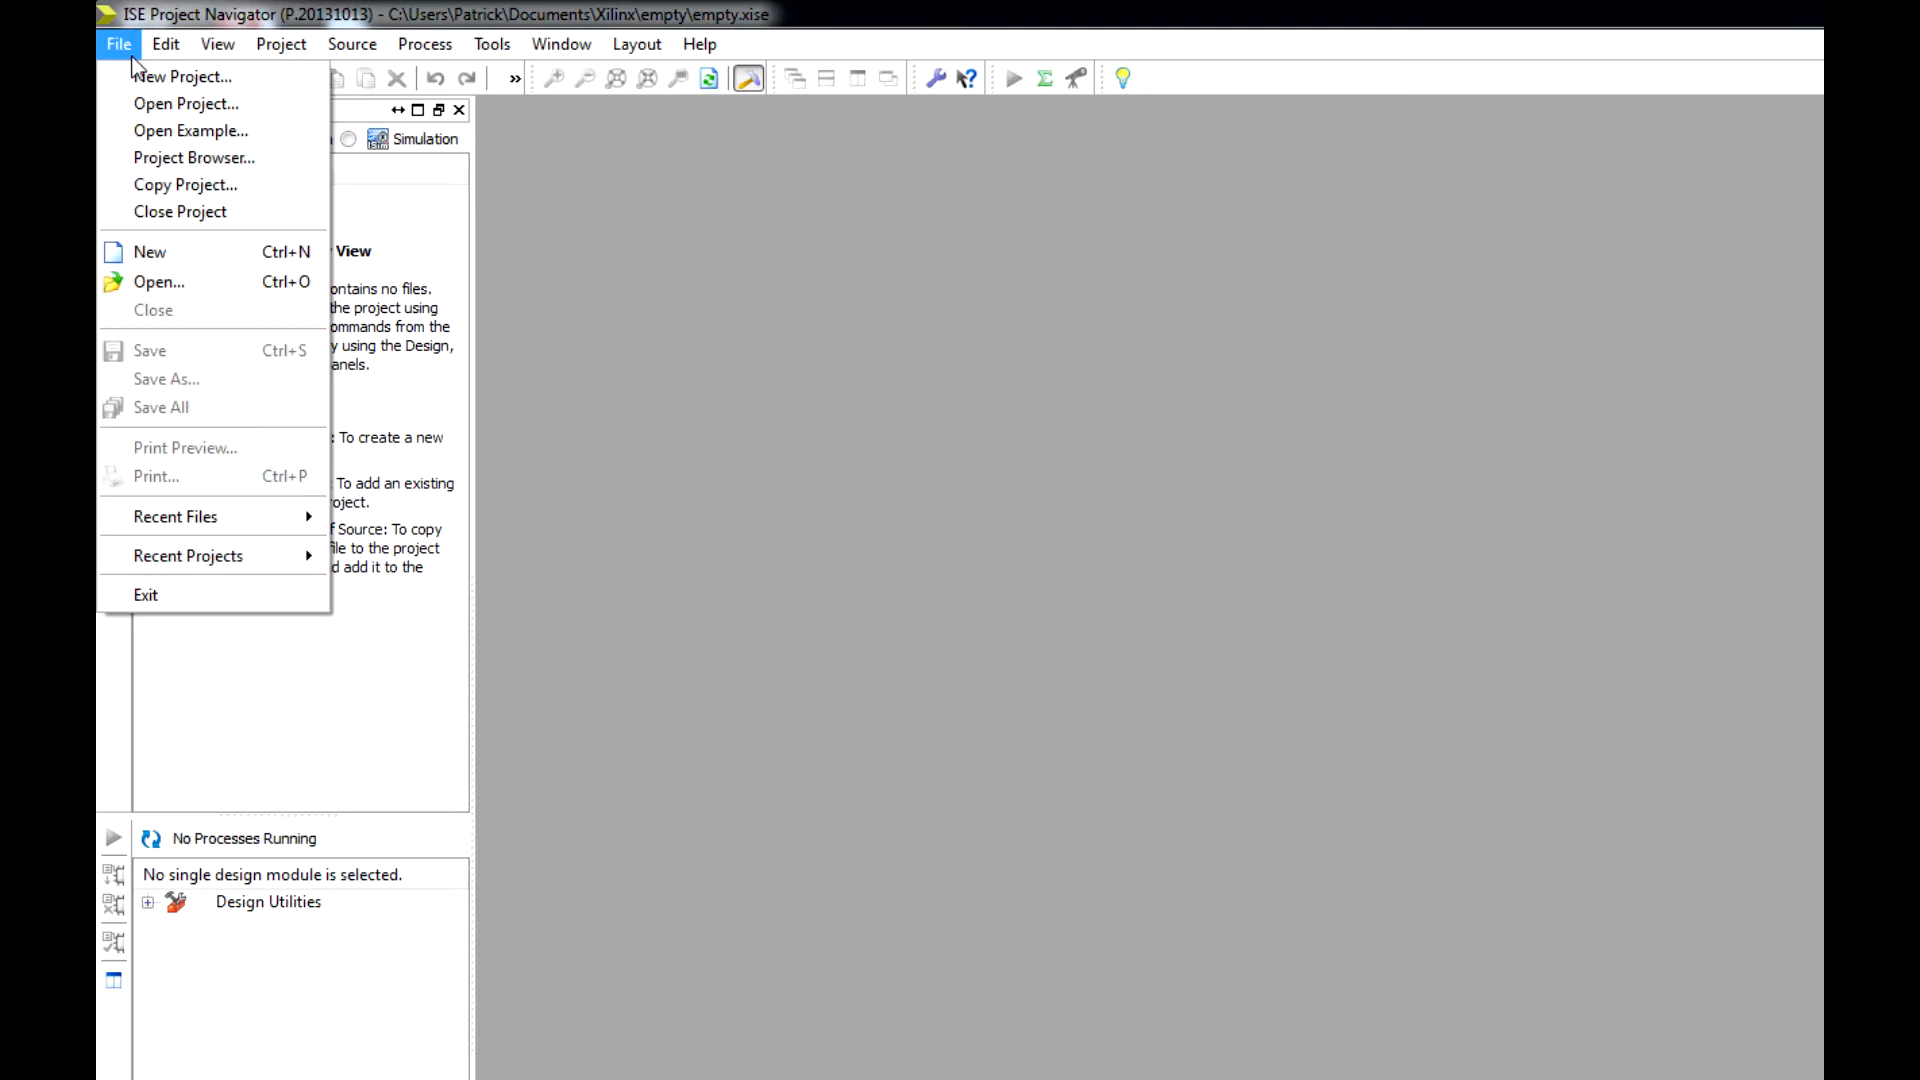 ISE Project Navigator (P.20131013) - C:\Users\Patrick\Documents\Xilinx\empty\empty.xise
File Edit View Project Source Process Tools Window Layout Help
New Project...
Open Project...
Open Example...
Project Browser...
Copy Project...
Close Project
New Ctrl+N
Open... Ctrl+O
Close
Save Ctrl+S
Save As...
Save All
Print Preview...
Print... Ctrl+P
Recent Files
Recent Projects
Exit
»
Simulation
View
ontains no files.
the project using
ommands from the
y using the Design,
anels.
: To create a new
To add an existing
roject.
f Source: To copy
file to the project
d add it to the
No Processes Running
No single design module is selected.
Design Utilities